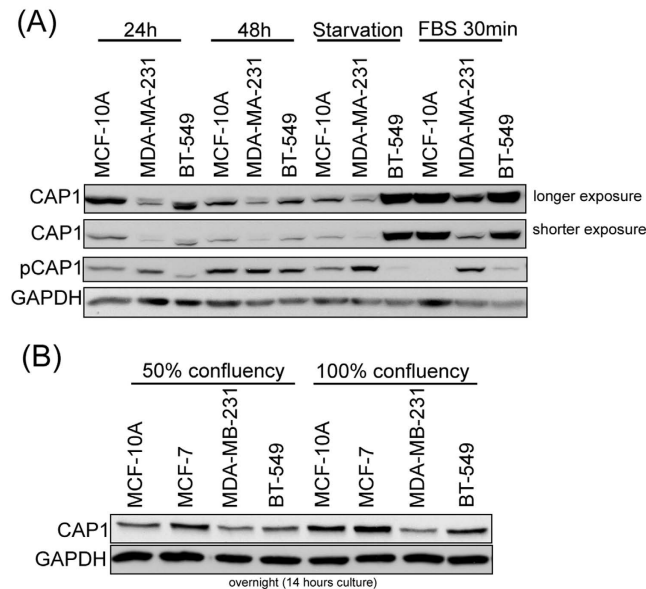 (A)
24h 48h Starvation FBS 30min
MCF-10A MDA-MA-231 BT-549 MCF-10A MDA-MA-231 BT-549 MCF-10A MDA-MA-231 BT-549 MCF-10A MDA-MA-231 BT-549
CAP1 longer exposure
CAP1 shorter exposure
pCAP1
GAPDH
(B)
50% confluency 100% confluency
MCF-10A MCF-7 MDA-MB-231 BT-549 MCF-10A MCF-7 MDA-MB-231 BT-549
CAP1
GAPDH
overnight (14 hours culture)